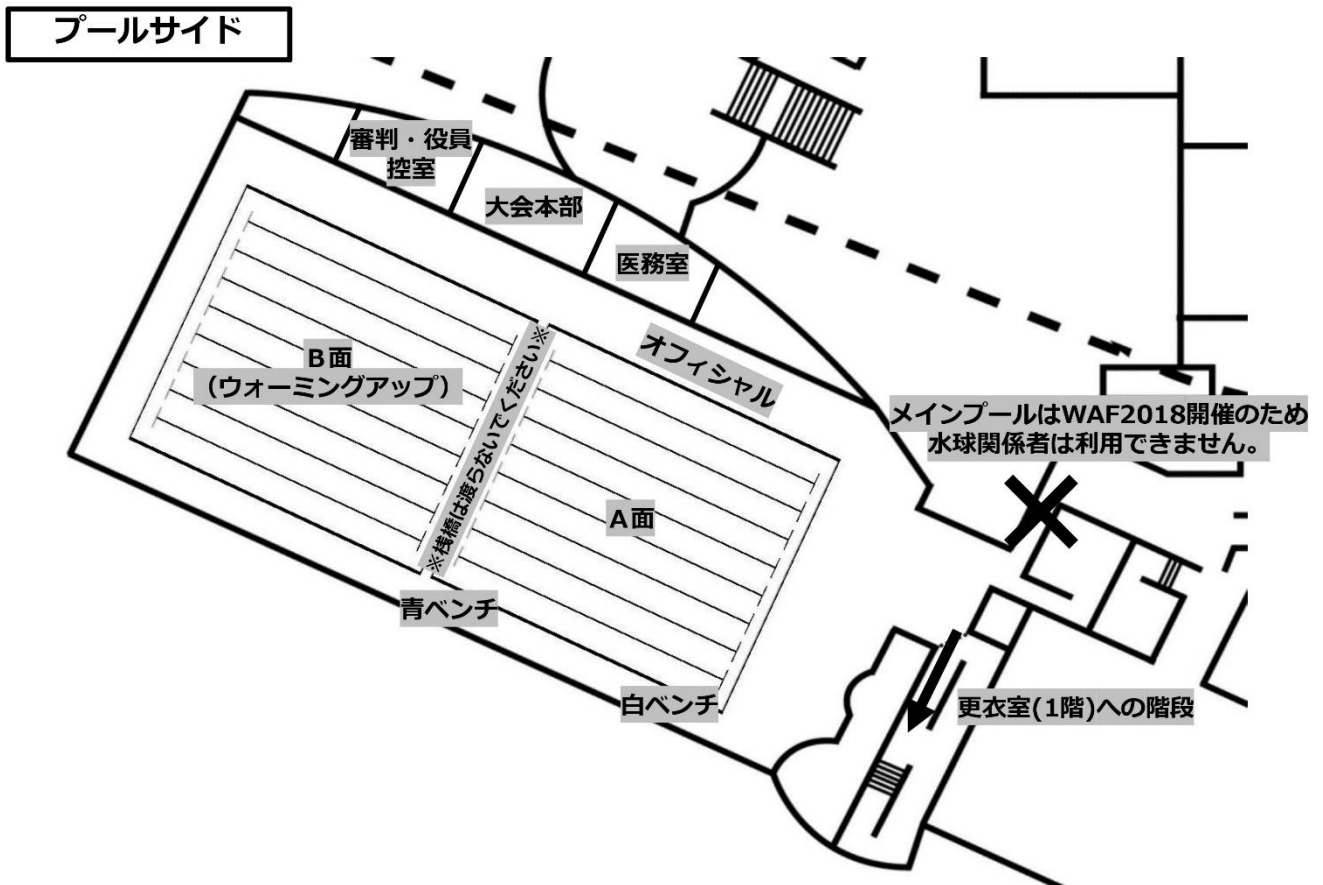 プールサイド
審判・役員
控室
大会本部
医務室
オフィシャル
B面
（ウォーミングアップ）
※桟橋は渡らないでください※
A面
メインプールはWAF2018開催のため
水球関係者は利用できません。
青ベンチ
白ベンチ
更衣室(1階)への階段